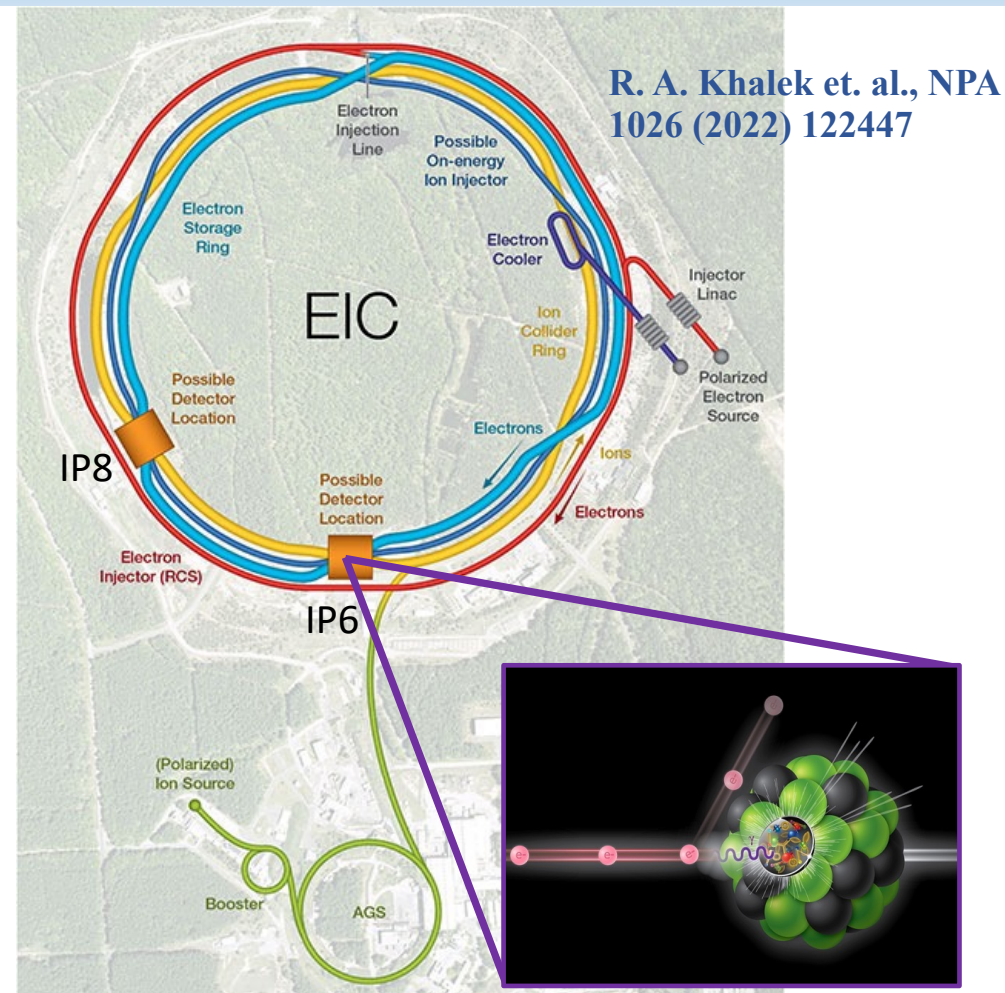 R. A. Khalek et. al., NPA
1026 (2022) 122447
Electron
Injection
Line
Possible
On-energy
Ion Injector
Electron
Storage
Ring
Electron
Cooler
Injector
Linac
EIC
Ion
Collider
Ring
Polarized
Electron
Source
Possible
Detector
Location
Electrons
Ions
IP8
Possible
Detector
Location
Electrons
Electron
Injector (RCS)
IP6
(Polarized)
Ion Source
Booster
AGS